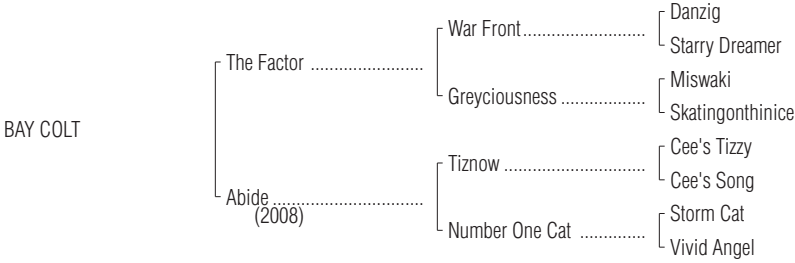 Danzig
War Front........................
Starry Dreamer
The Factor ......................
Miswaki
Greyciousness ................
Skatingonthinice
BAY COLT
Cee's Tizzy
Tiznow ...........................
Cee's Song
Abide .............................
(2008)
Storm Cat
Number One Cat .............
Vivid Angel